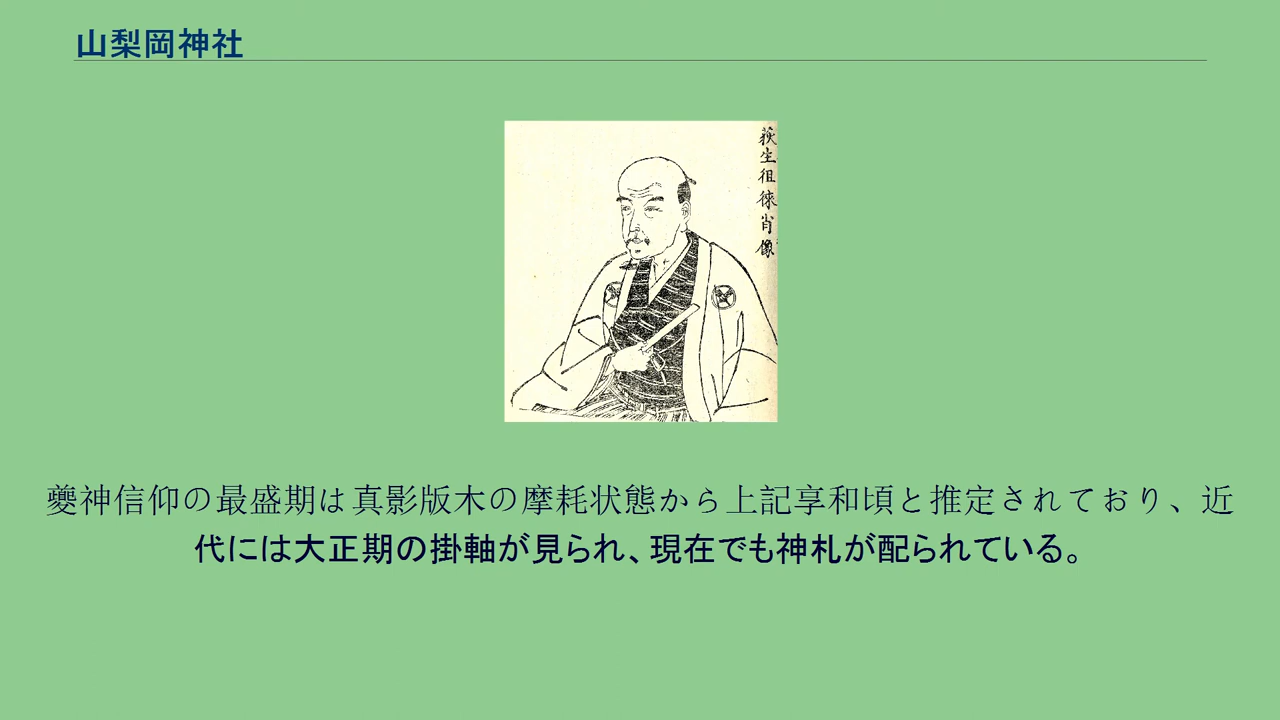 山梨岡神社
荻生徂徠肖像
夔神信仰の最盛期は真影版木の摩耗状態から上記享和頃と推定されており、近
代には大正期の掛軸が見られ、現在でも神札が配られている。